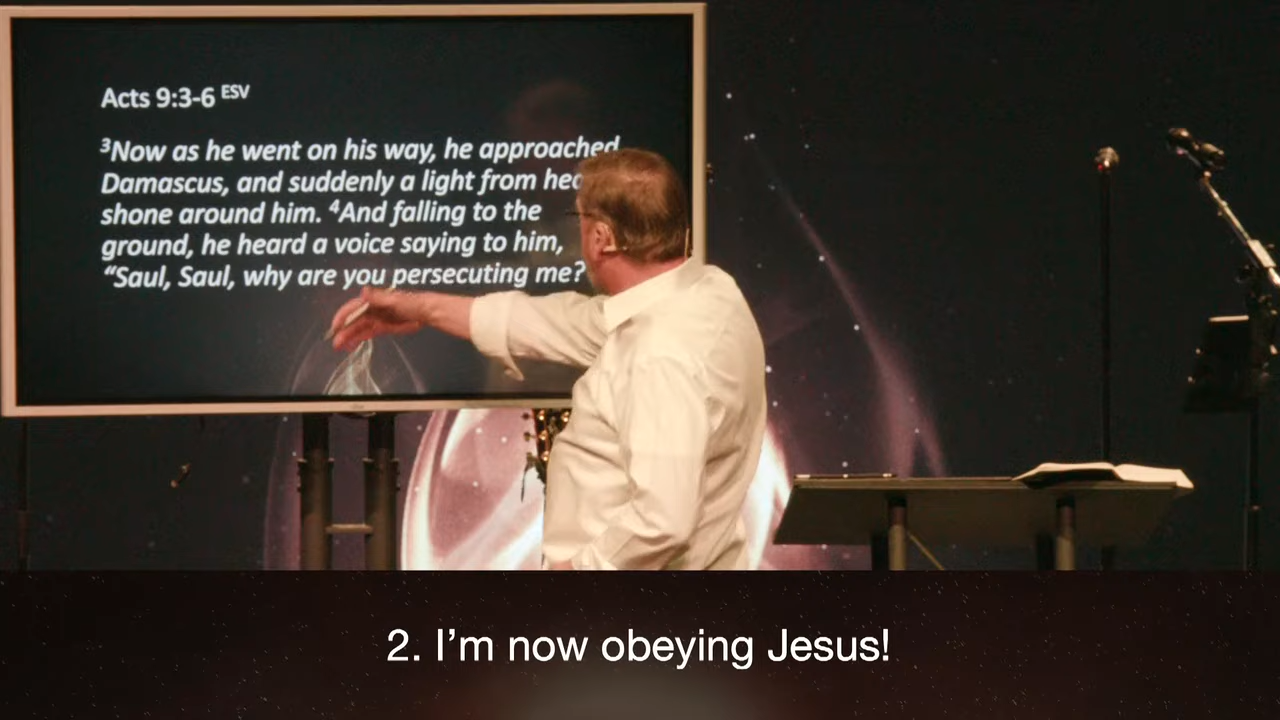 Acts 9:3-6 ESV
³Now as he went on his way, he approached
Damascus, and suddenly a light from
shone around him. ⁴And falling to the
ground, he heard a voice saying to him,
“Saul, Saul, why are you persecuting me?
2. I’m now obeying Jesus!